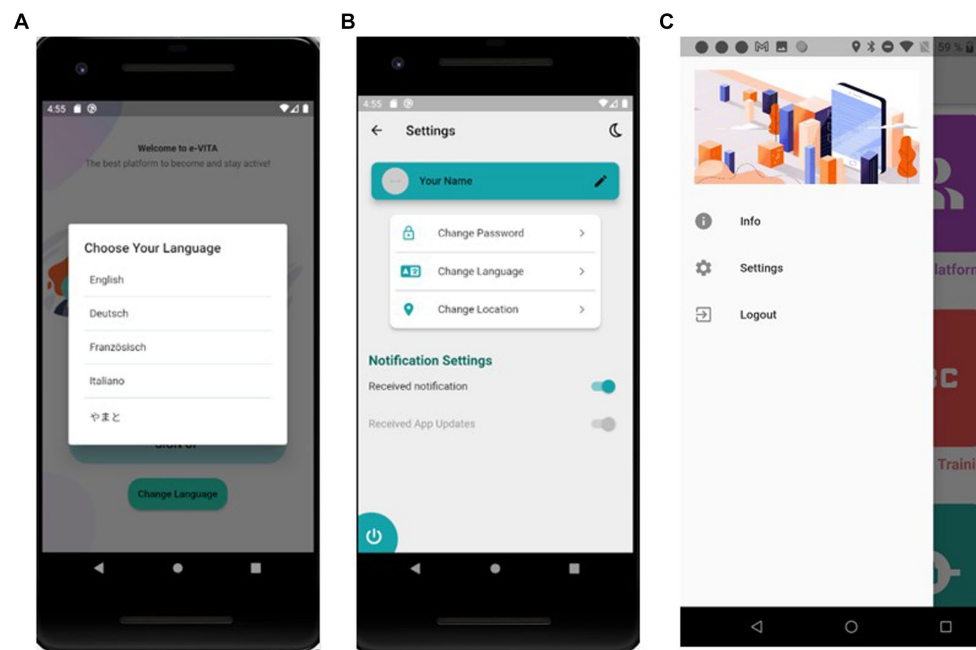 A
B
C
4:55
Welcome to e-VITA
The best platform to become and stay active!
Choose Your Language
English
Deutsch
Französisch
Italiano
やまと
Change Language
4:55
Settings
Your Name
Change Password
Change Language
Change Location
Notification Settings
Received notification
Received App Updates
59 %
Info
Settings
Logout
latforr
C
Traini